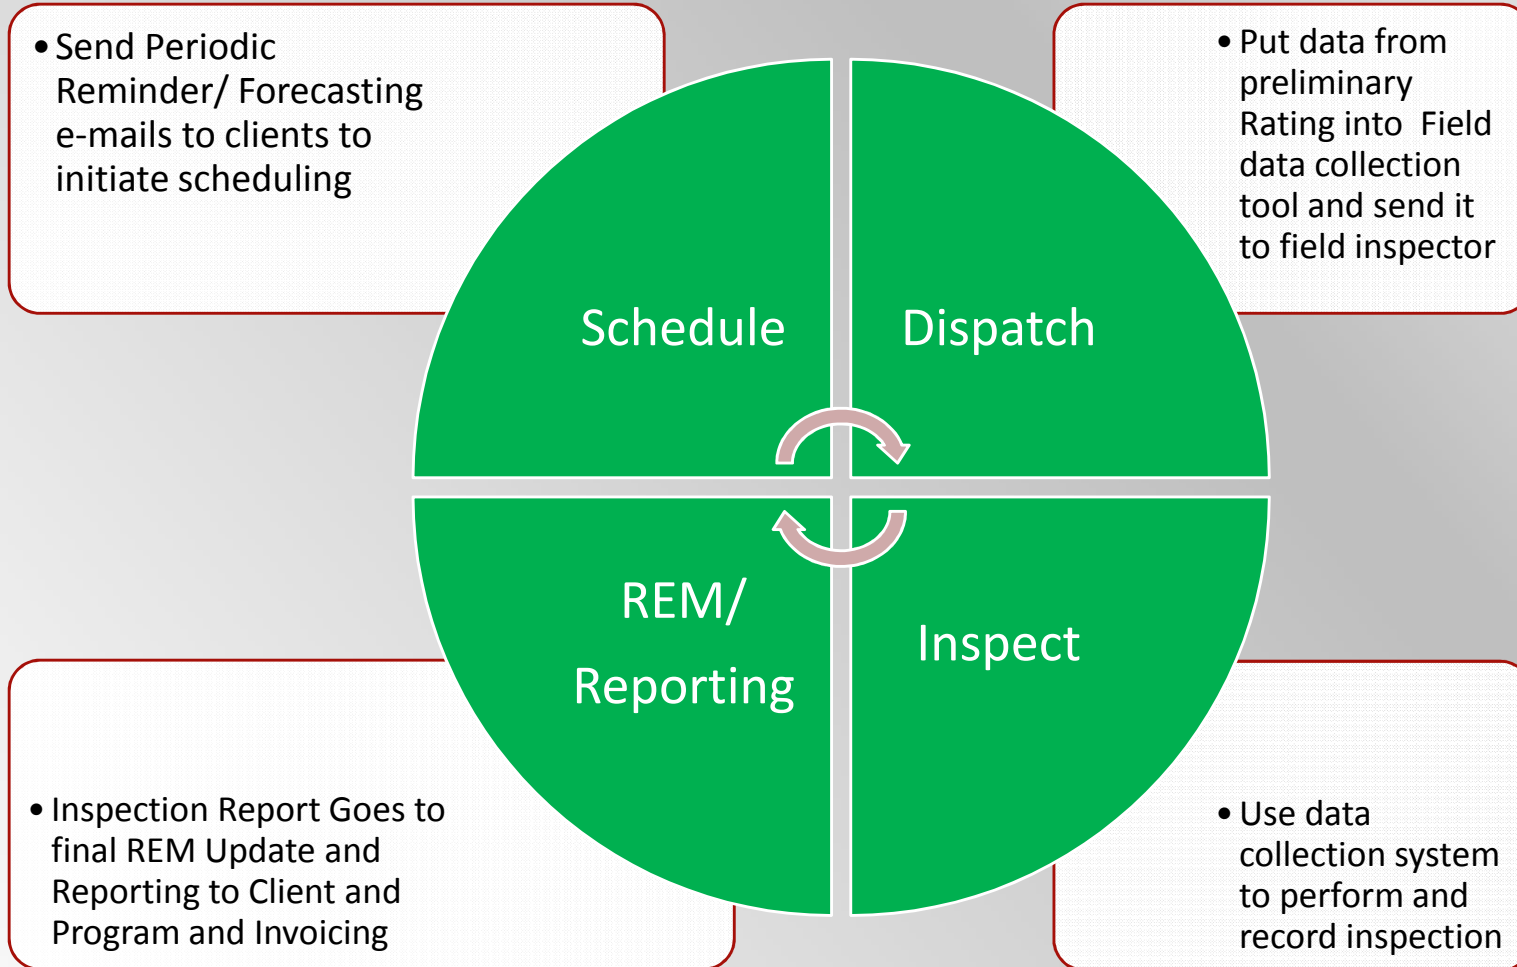 • Send Periodic
Reminder/ Forecasting
e-mails to clients to
initiate scheduling
• Put data from
preliminary
Rating into Field
data collection
tool and send it
to field inspector
Schedule
Dispatch
REM/
Reporting
Inspect
• Inspection Report Goes to
final REM Update and
Reporting to Client and
Program and Invoicing
• Use data
collection system
to perform and
record inspection